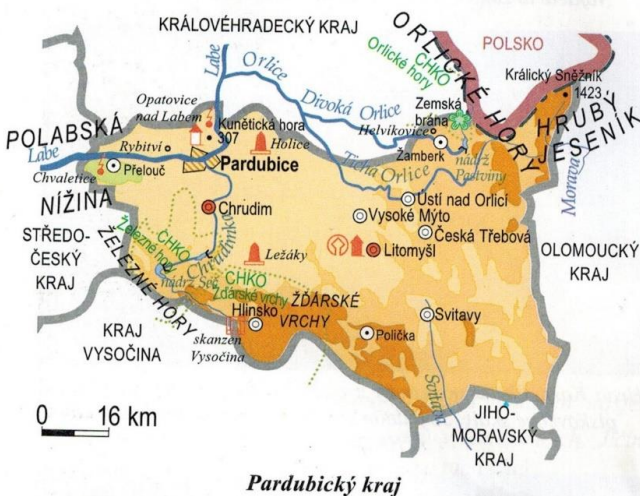 KRÁLOVÉHRADECKÝ KRAJ
ORLICKÉ HORY
POLSKO
Labe
Orlice
CHKO
Orlické hory
Králický Sněžník
1423
Divoká Orlice
Opatovice
nad Labem
Zemská
brána
HRUBÝ
JESENÍK
Kunětická hora
307
Holice
Helvíkovice
POLABSKÁ
NÍŽINA
Rybitví
Labe
Žamberk
nádrž
Pastviny
Pardubice
Přelouč
Tichá Orlice
Chvaletice
Morava
Ústí nad Orlicí
Chrudim
Vysoké Mýto
STŘEDO-
ČESKÝ
KRAJ
CHKO
Železné hory
Chrudimka
Česká Třebová
Ležáky
Litomyšl
OLOMOUCKÝ
KRAJ
ŽELEZNÉ HORY
nádrž Seč
CHKO
Žďárské vrchy
ŽĎÁRSKÉ
VRCHY
Hlinsko
Svitavy
KRAJ
VYSOČINA
skanzen
Vysočina
Polička
Svitava
0 16 km
JIHO-
MORAVSKÝ
KRAJ
Pardubický kraj